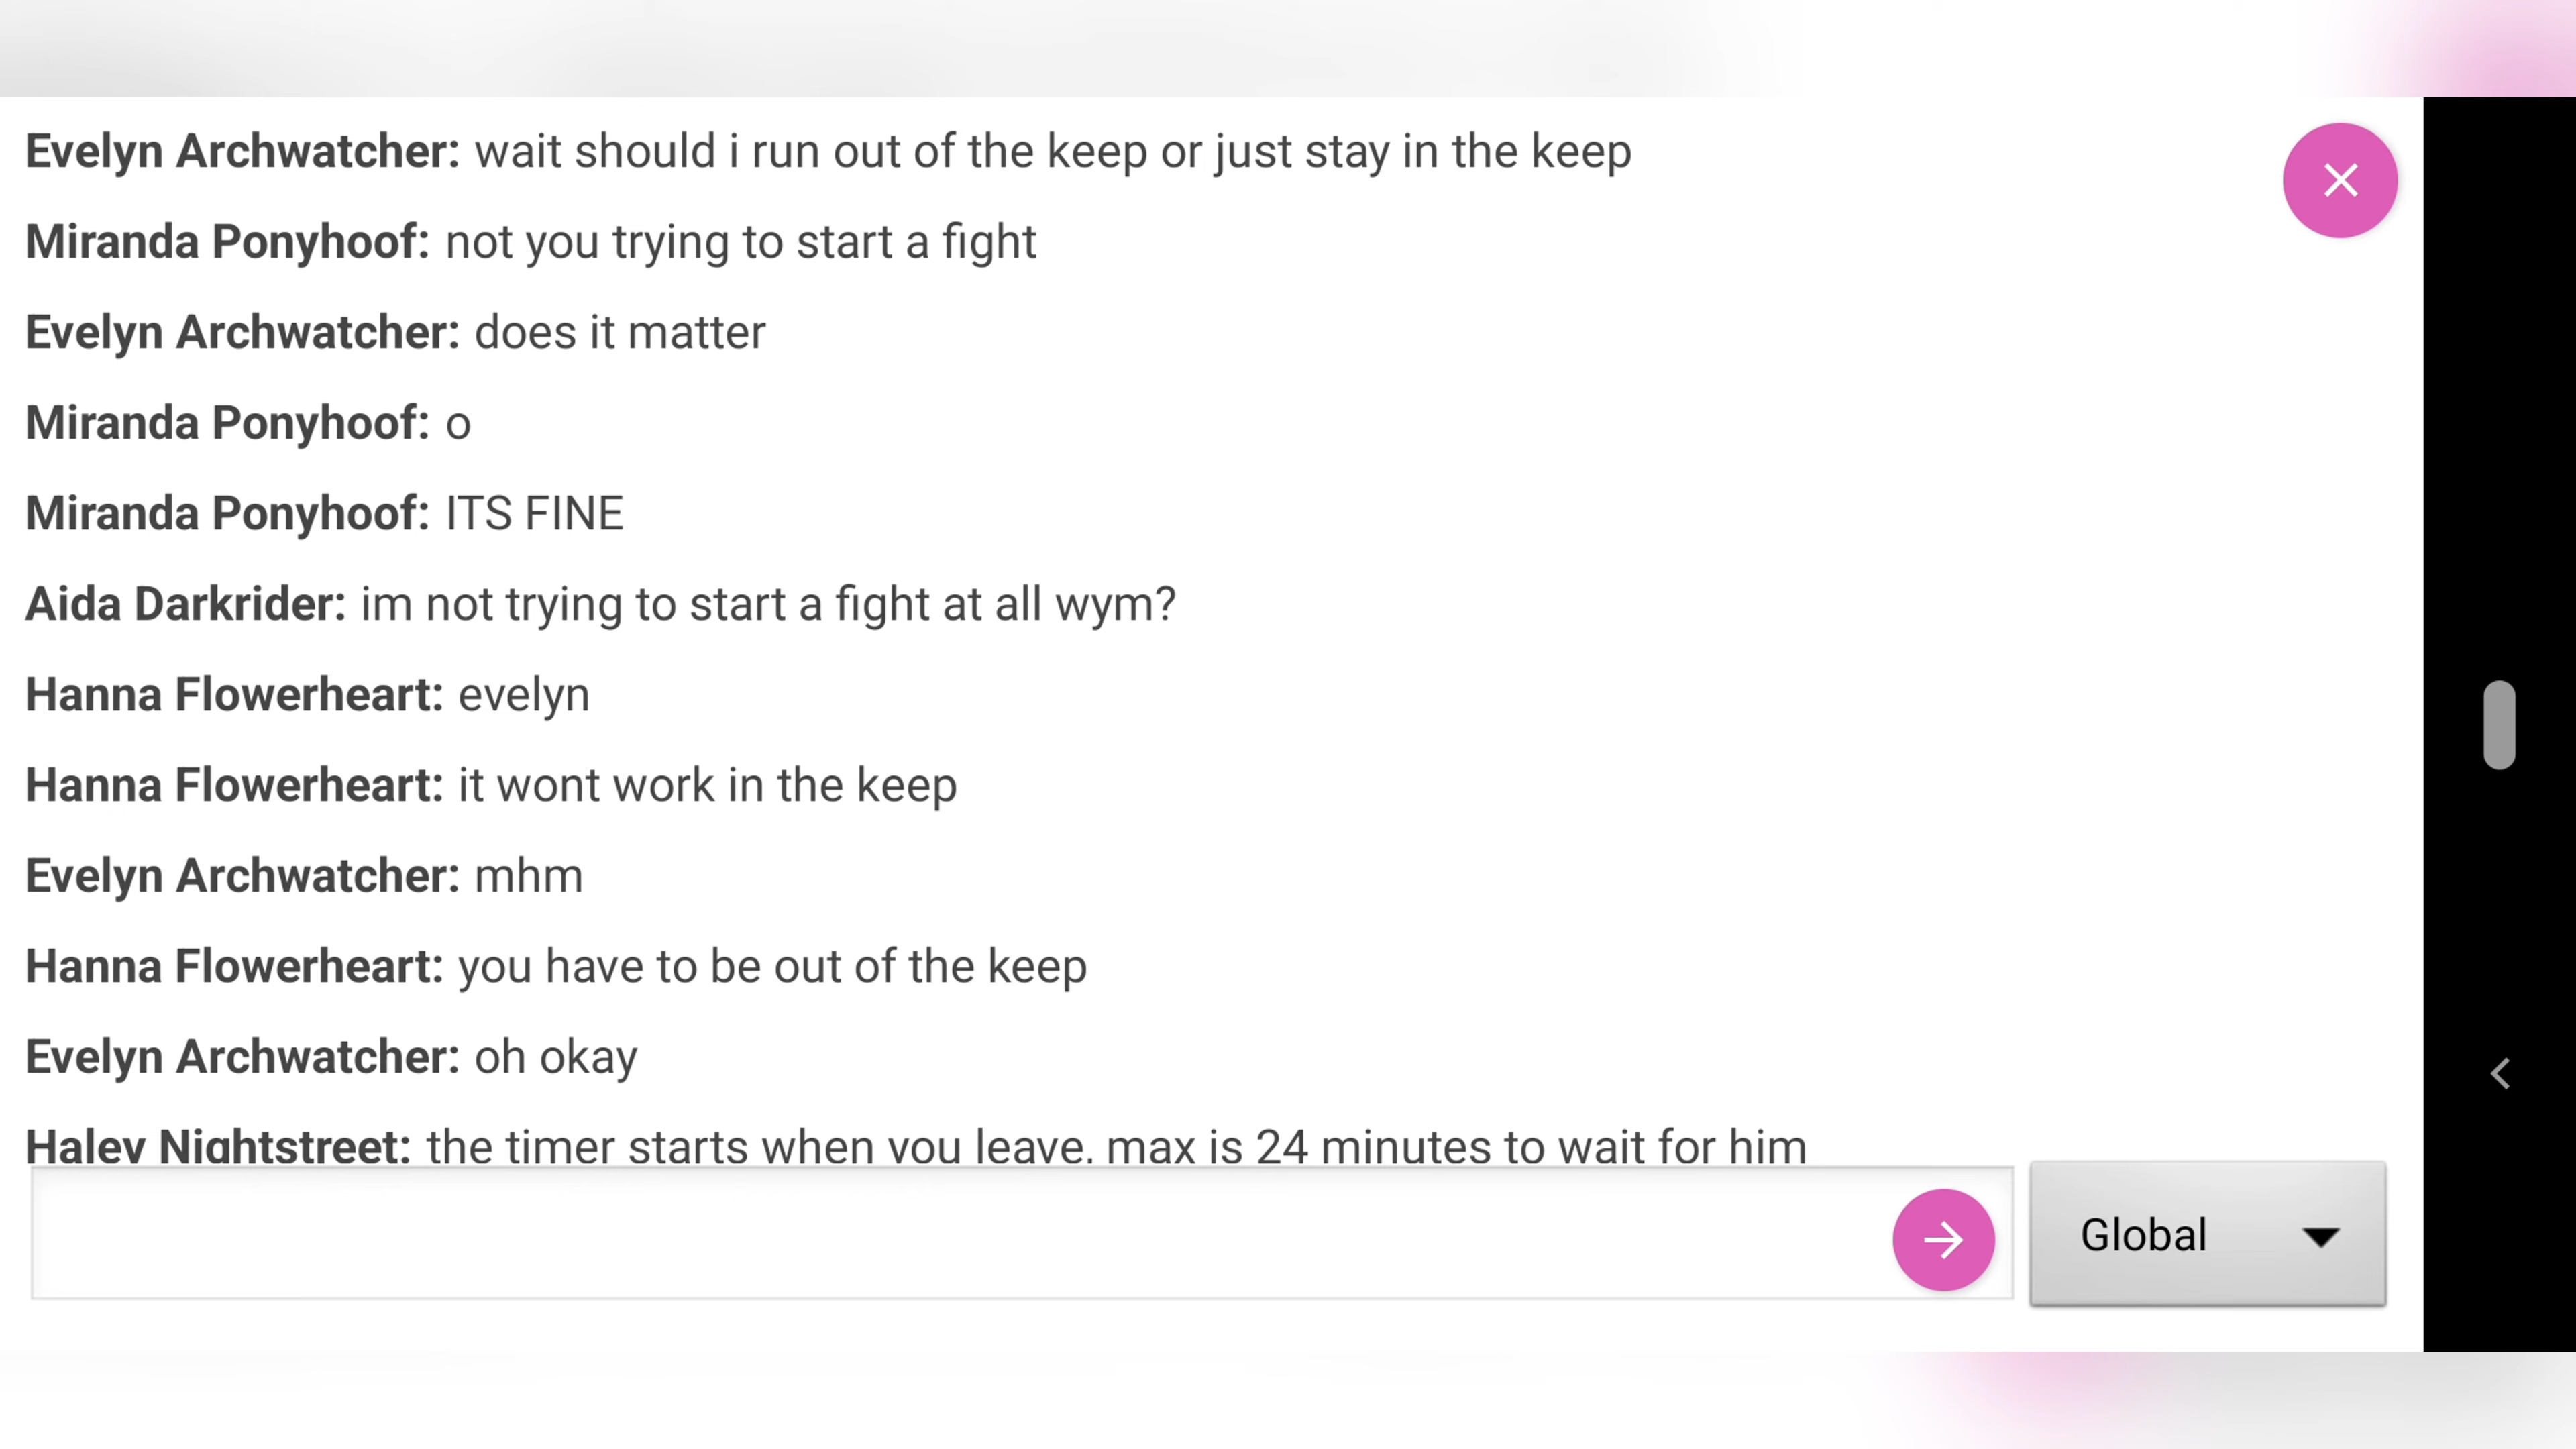 Evelyn Archwatcher: wait should i run out of the keep or just stay in the keep
Miranda Ponyhoof: not you trying to start a fight
Evelyn Archwatcher: does it matter
Miranda Ponyhoof: o
Miranda Ponyhoof: ITS FINE
Aida Darkrider: im not trying to start a fight at all wym?
Hanna Flowerheart: evelyn
Hanna Flowerheart: it wont work in the keep
Evelyn Archwatcher: mhm
Hanna Flowerheart: you have to be out of the keep
Evelyn Archwatcher: oh okay
Haley Nightstreet: the timer starts when you leave. max is 24 minutes to wait for him
Global